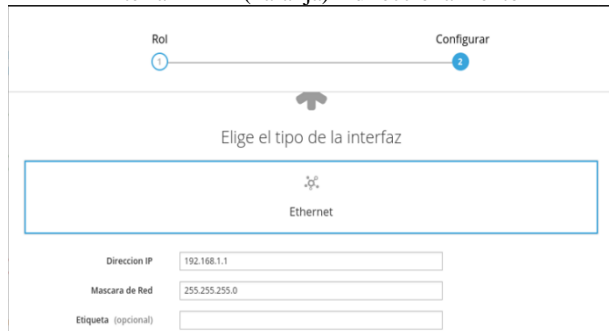 Rol Configurar
1 2
Elige el tipo de la interfaz
Ethernet
Direccion IP 192.168.1.1
Mascara de Red 255.255.255.0
Etiqueta (opcional)